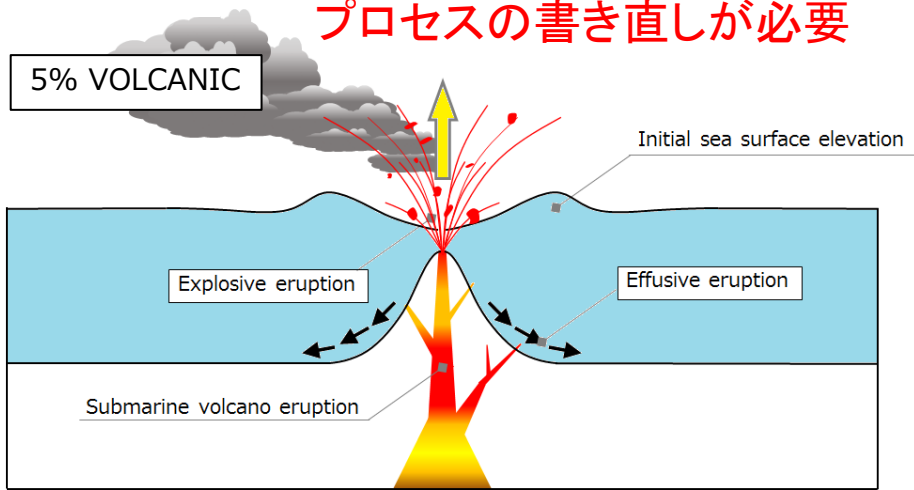 プロセスの書き直しが必要
5% VOLCANIC
Initial sea surface elevation
Explosive eruption
Effusive eruption
Submarine volcano eruption